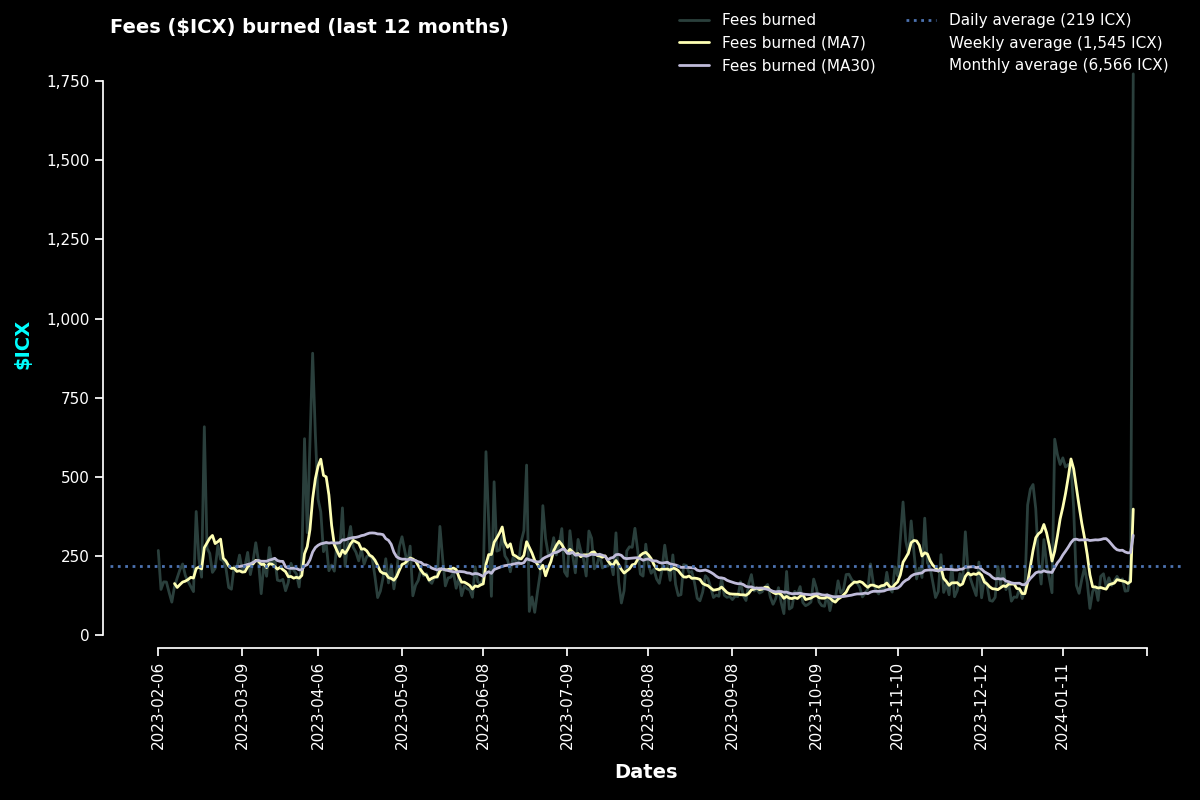 Fees ($ICX) burned (last 12 months)
Fees burned
Fees burned (MA7)
Fees burned (MA30)
Daily average (219 ICX)
Weekly average (1,545 ICX)
Monthly average (6,566 ICX)
1,750
1,500
1,250
1,000
750
500
250
0
$ICX
2023-02-06
2023-03-09
2023-04-06
2023-05-09
2023-06-08
2023-07-09
2023-08-08
2023-09-08
2023-10-09
2023-11-10
2023-12-12
2024-01-11
Dates